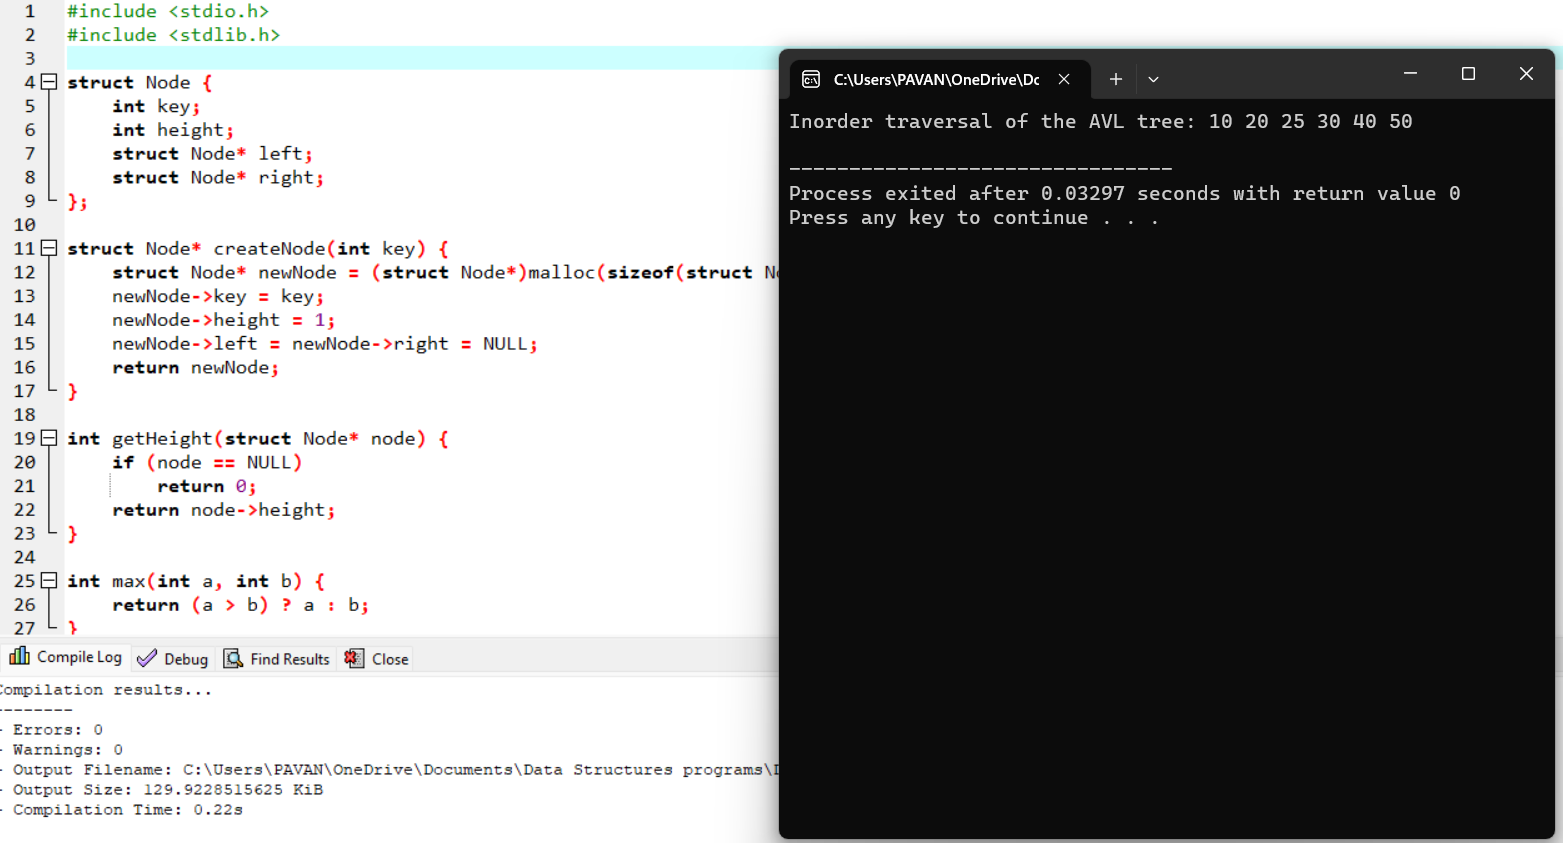 1 #include <stdio.h>
2 #include <stdlib.h>
3
4 struct Node {
5 int key;
6 int height;
7 struct Node* left;
8 struct Node* right;
9 };
10
11 struct Node* createNode(int key) {
12 struct Node* newNode = (struct Node*)malloc(sizeof(struct
13 newNode->key = key;
14 newNode->height = 1;
15 newNode->left = newNode->right = NULL;
16 return newNode;
17 }
18
19 int getHeight(struct Node* node) {
20 if (node == NULL)
21 return 0;
22 return node->height;
23 }
24
25 int max(int a, int b) {
26 return (a > b) ? a : b;
27 }
Compile Log Debug Find Results Close
Compilation results...
--------
- Errors: 0
- Warnings: 0
- Output Filename: C:\Users\PAVAN\OneDrive\Documents\Data Structures programs\
- Output Size: 129.9228515625 KiB
- Compilation Time: 0.22s
C:\Users\PAVAN\OneDrive\Dc
Inorder traversal of the AVL tree: 10 20 25 30 40 50
--------------------------------
Process exited after 0.03297 seconds with return value 0
Press any key to continue . . .